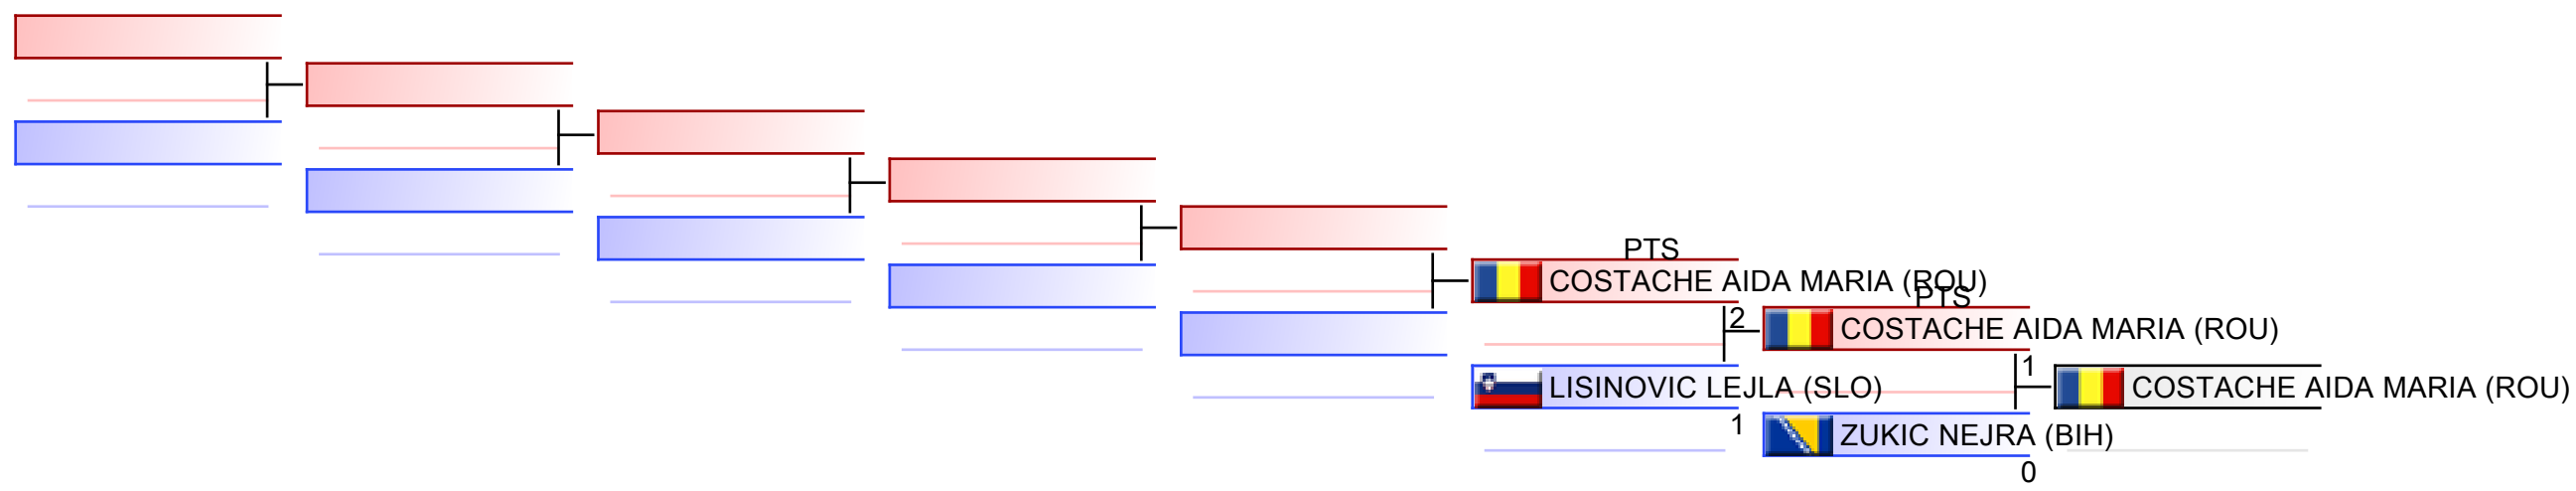 PTS
COSTACHE AIDA MARIA (ROU)
PTS
2
COSTACHE AIDA MARIA (ROU)
1
LISINOVIC LEJLA (SLO)
COSTACHE AIDA MARIA (ROU)
1
ZUKIC NEJRA (BIH)
0